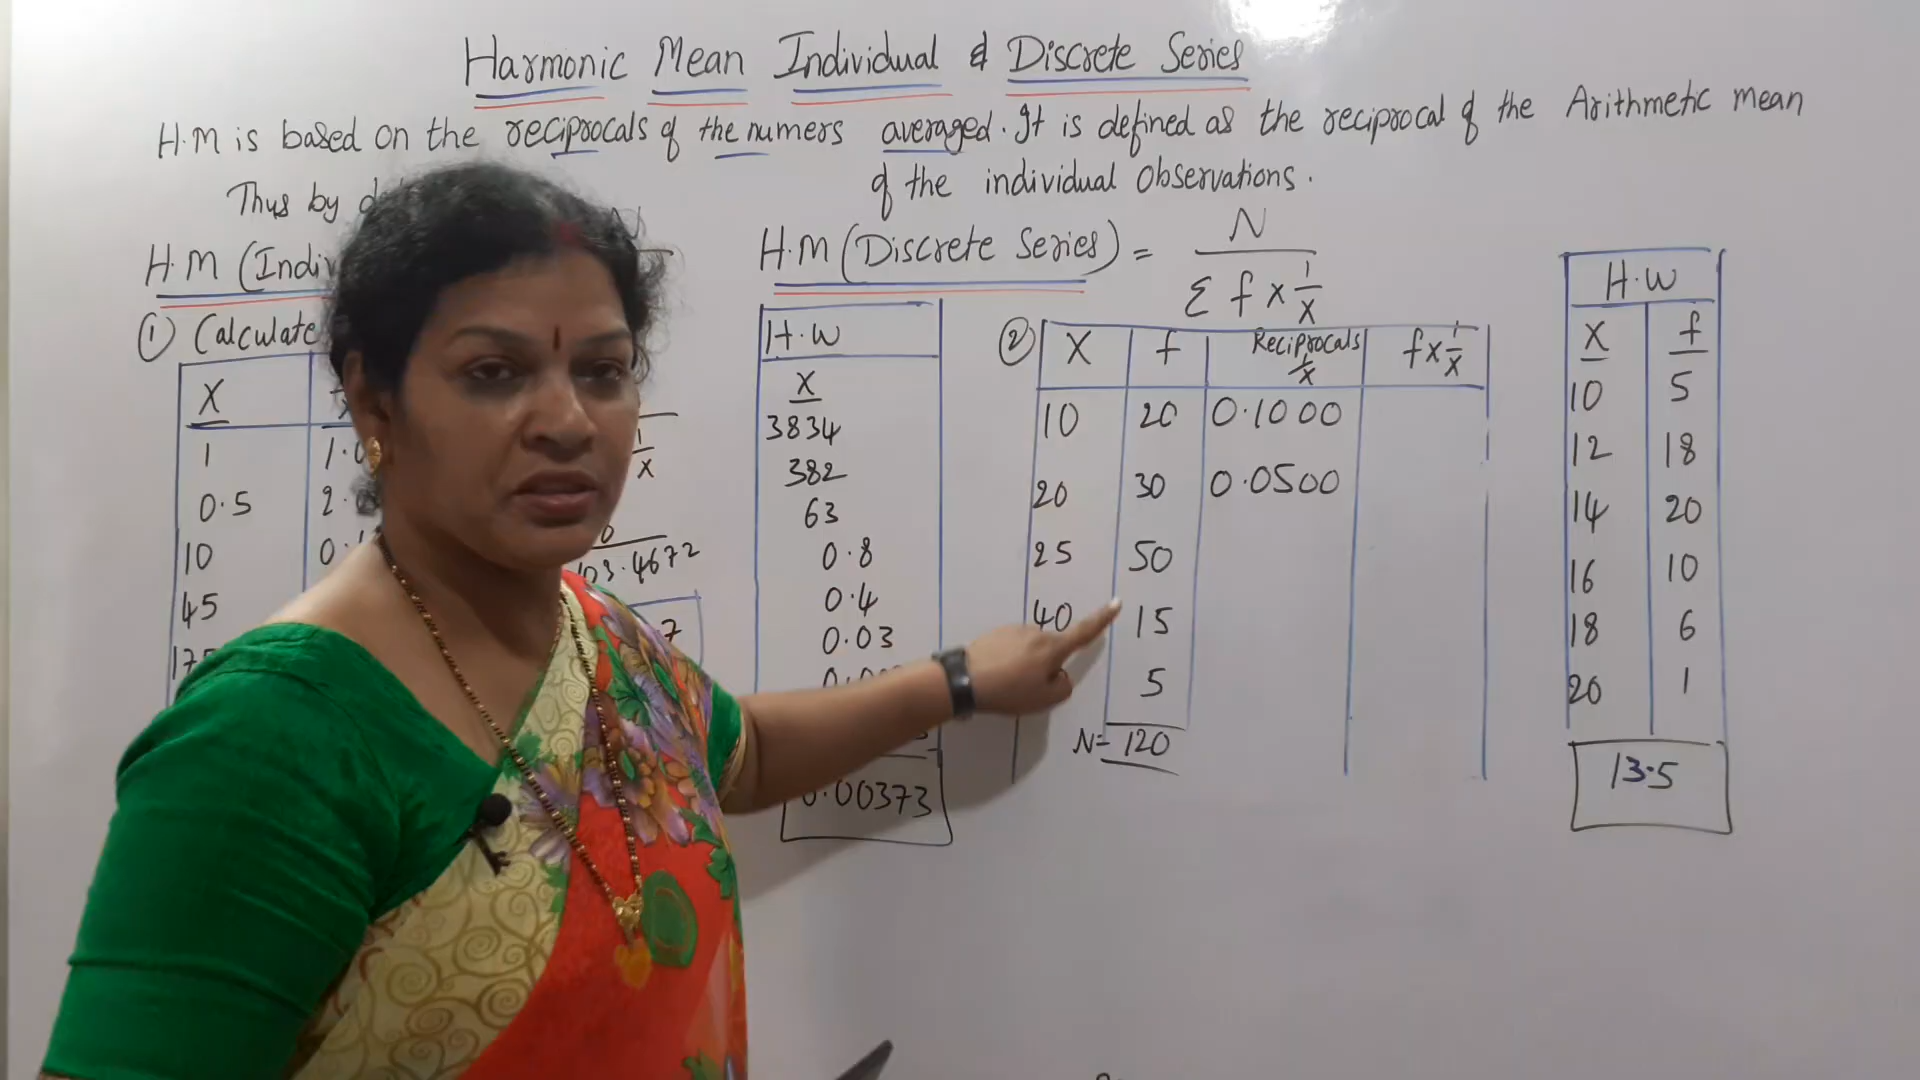 Harmonic Mean Individual & Discrete Series
H.M is based on the reciprocals of the numers averaged. It is defined as the reciprocal of the Arithmetic mean
of the individual Observations.
Thus by
H.M (Indiv
① Calculate
X
1 1.0
0.5 2.
10 0.1
45
175
N
1/x
103.4672
7
H.M (Discrete Series) = N / Σ f x 1/x
H.W
X
3834
382
63
0.8
0.4
0.03
0.00373
② X f Reciprocals 1/x f x 1/x
10 20 0.1000
20 30 0.0500
25 50
40 15
5
N= 120
H.W
X f
10 5
12 18
14 20
16 10
18 6
20 1
13.5